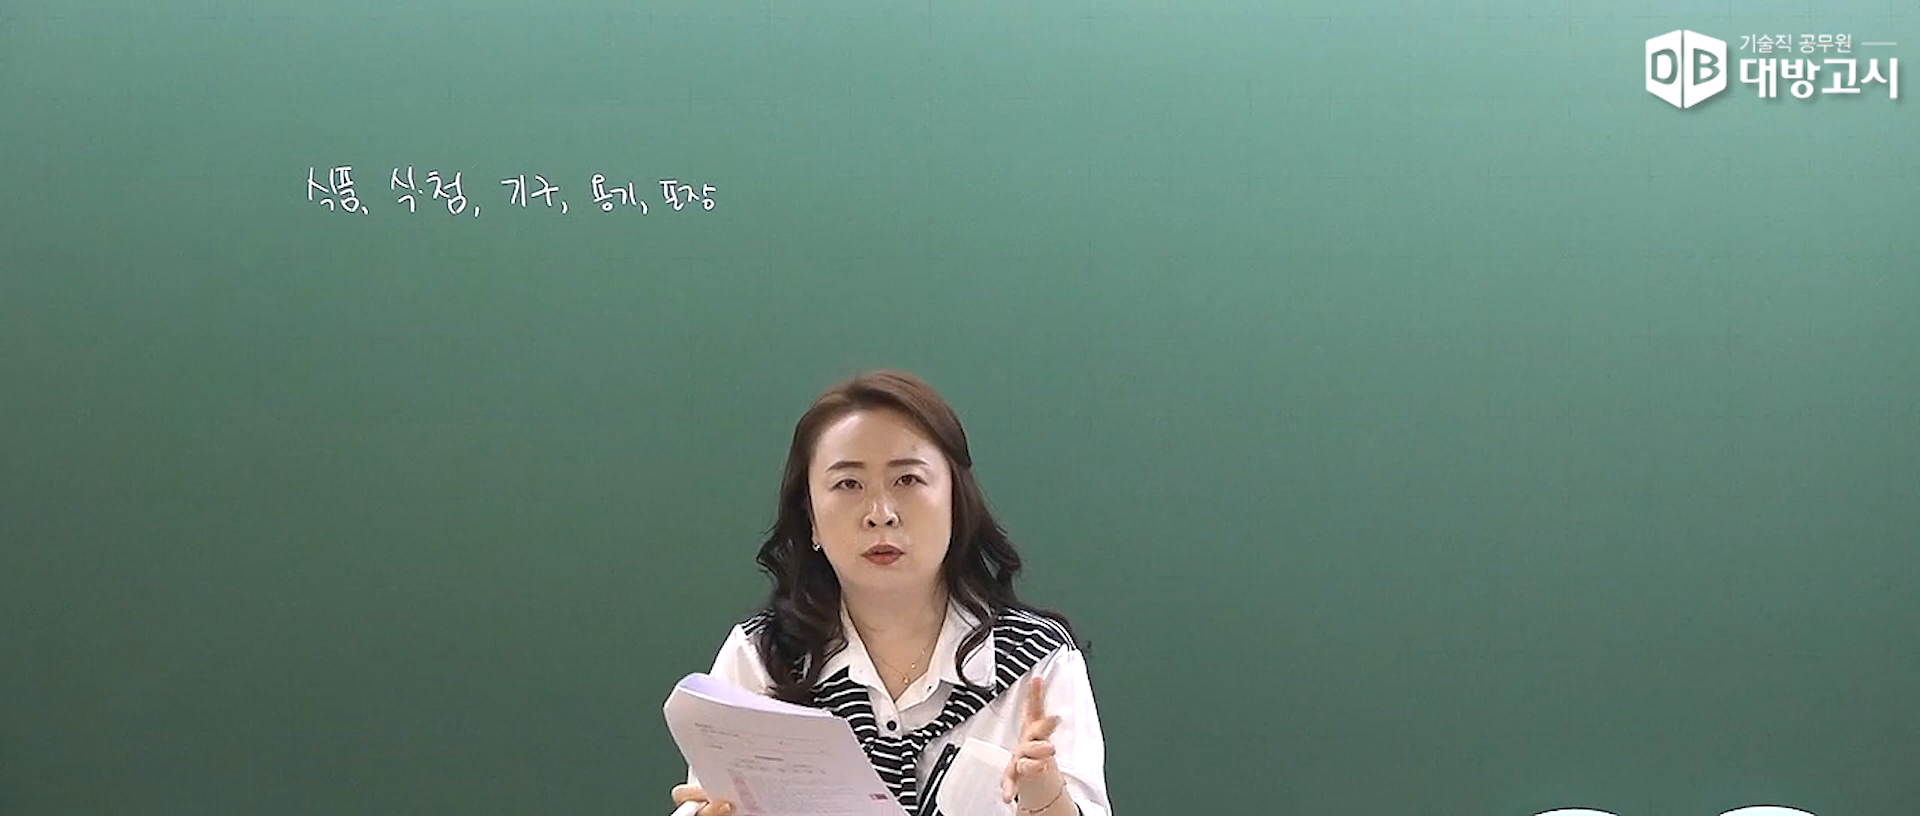 기술직 공무원
대방고시
식품, 식·첨, 기구, 용기, 포장